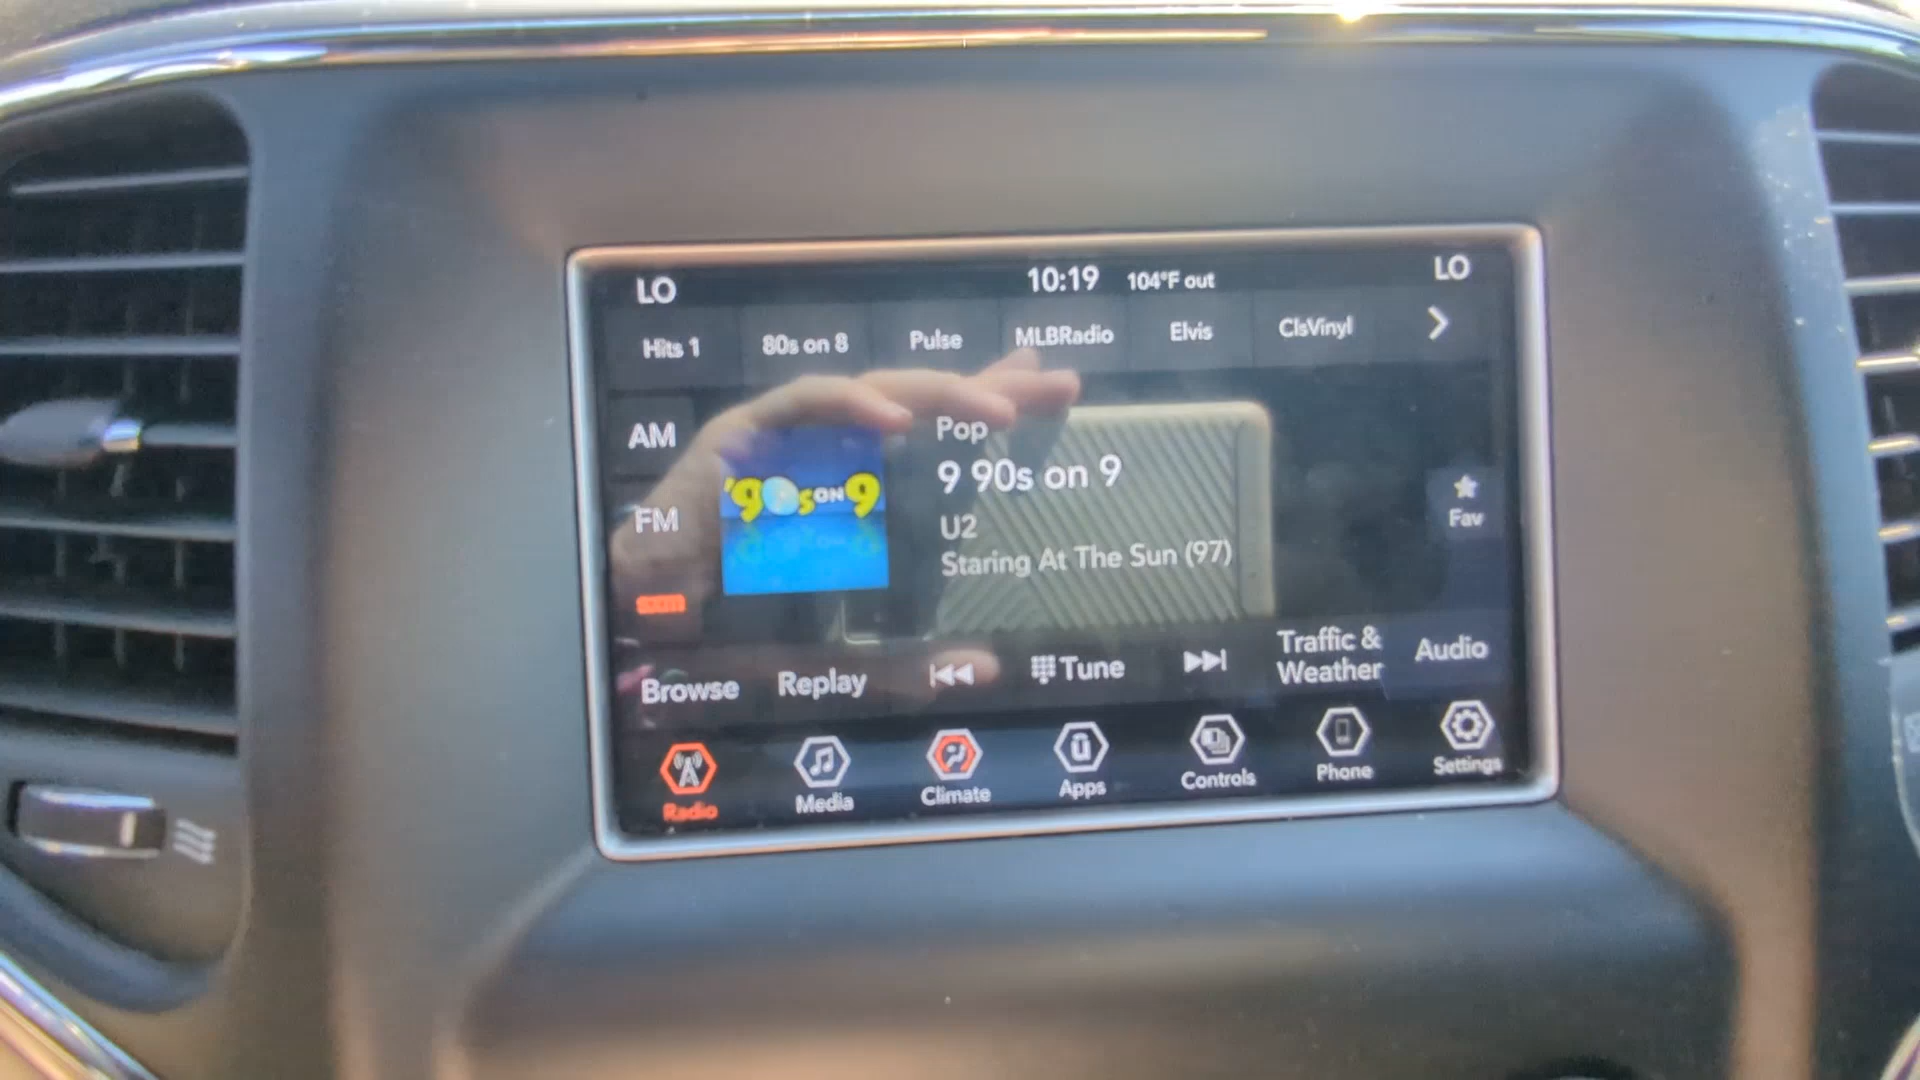 LO 10:19 104°F out LO
Hits 1 80s on 8 Pulse MLBRadio Elvis ClsVinyl
AM
FM
sxm
'90s ON 9
Pop
9 90s on 9
U2
Staring At The Sun (97)
Fav
Browse Replay Tune Traffic & Weather Audio
Radio Media Climate Apps Controls Phone Settings